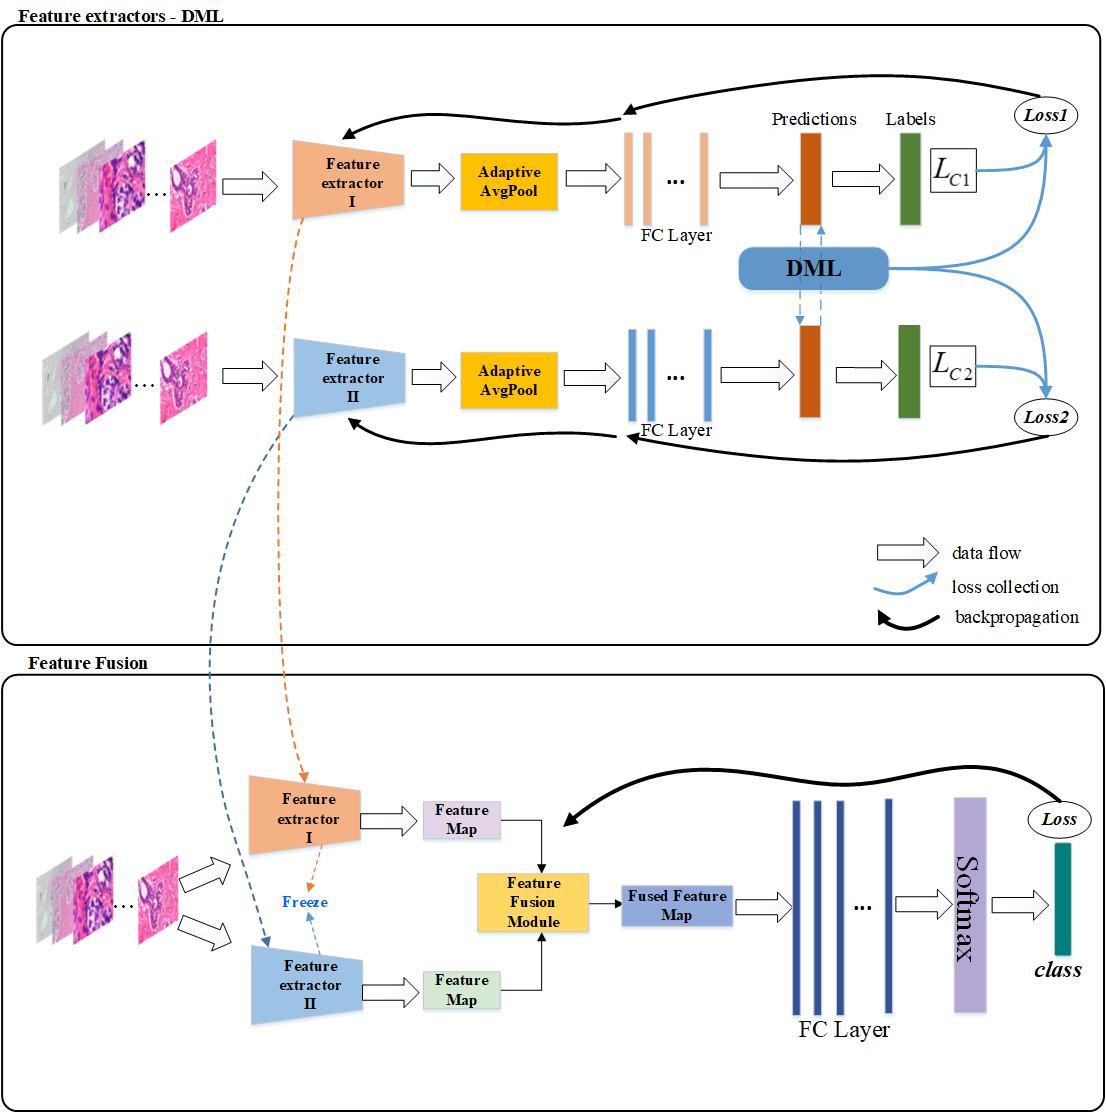 Feature extractors - DML
Predictions
Labels
Loss1
Feature
extractor
I
Adaptive
AvgPool
...
...
L_{C1}
FC Layer
DML
Feature
extractor
II
Adaptive
AvgPool
...
...
L_{C2}
FC Layer
Loss2
data flow
loss collection
backpropagation
Feature Fusion
Feature
extractor
I
Feature
Map
Loss
Freeze
Feature
Fusion
Module
Fused Feature
Map
...
...
Softmax
Feature
extractor
II
Feature
Map
class
FC Layer